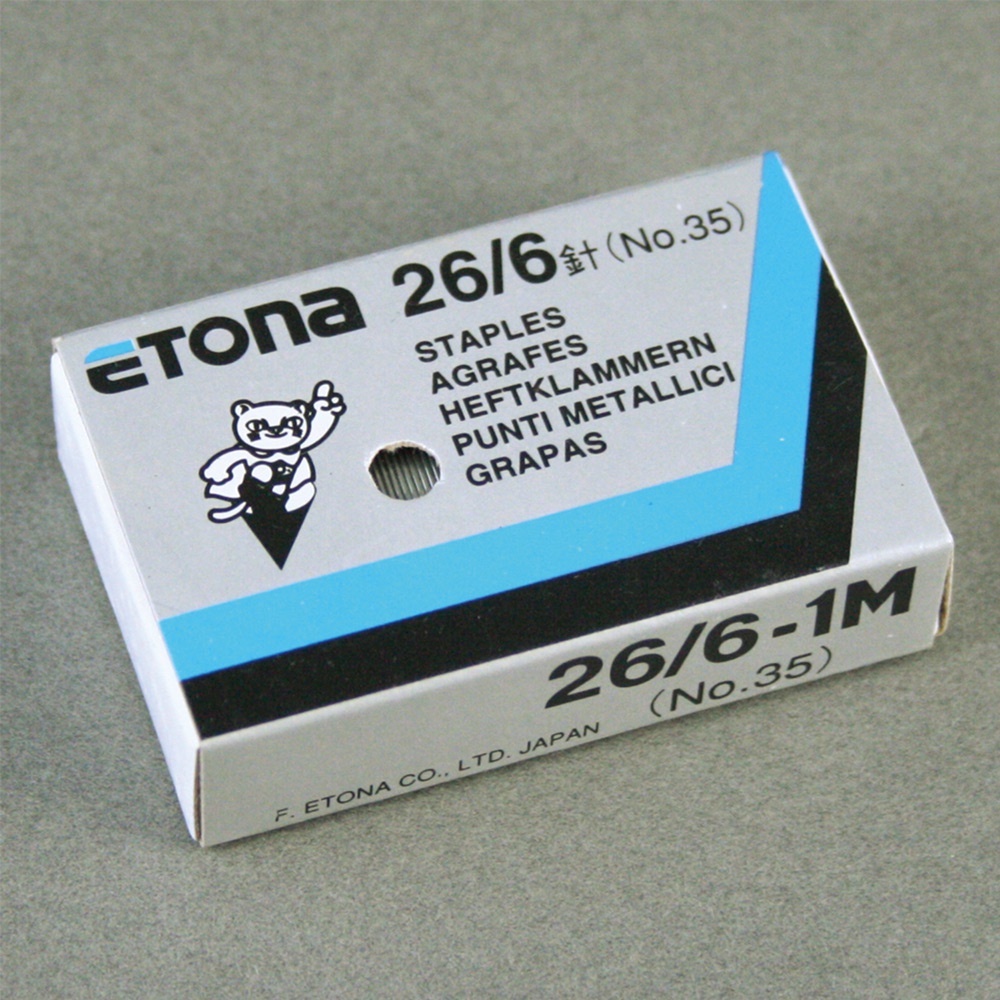 ETONA 26/6針(No.35)
STAPLES
AGRAFES
HEFTKLAMMERN
PUNTI METALLICI
GRAPAS
26/6-1M
(No.35)
F. ETONA CO., LTD. JAPAN